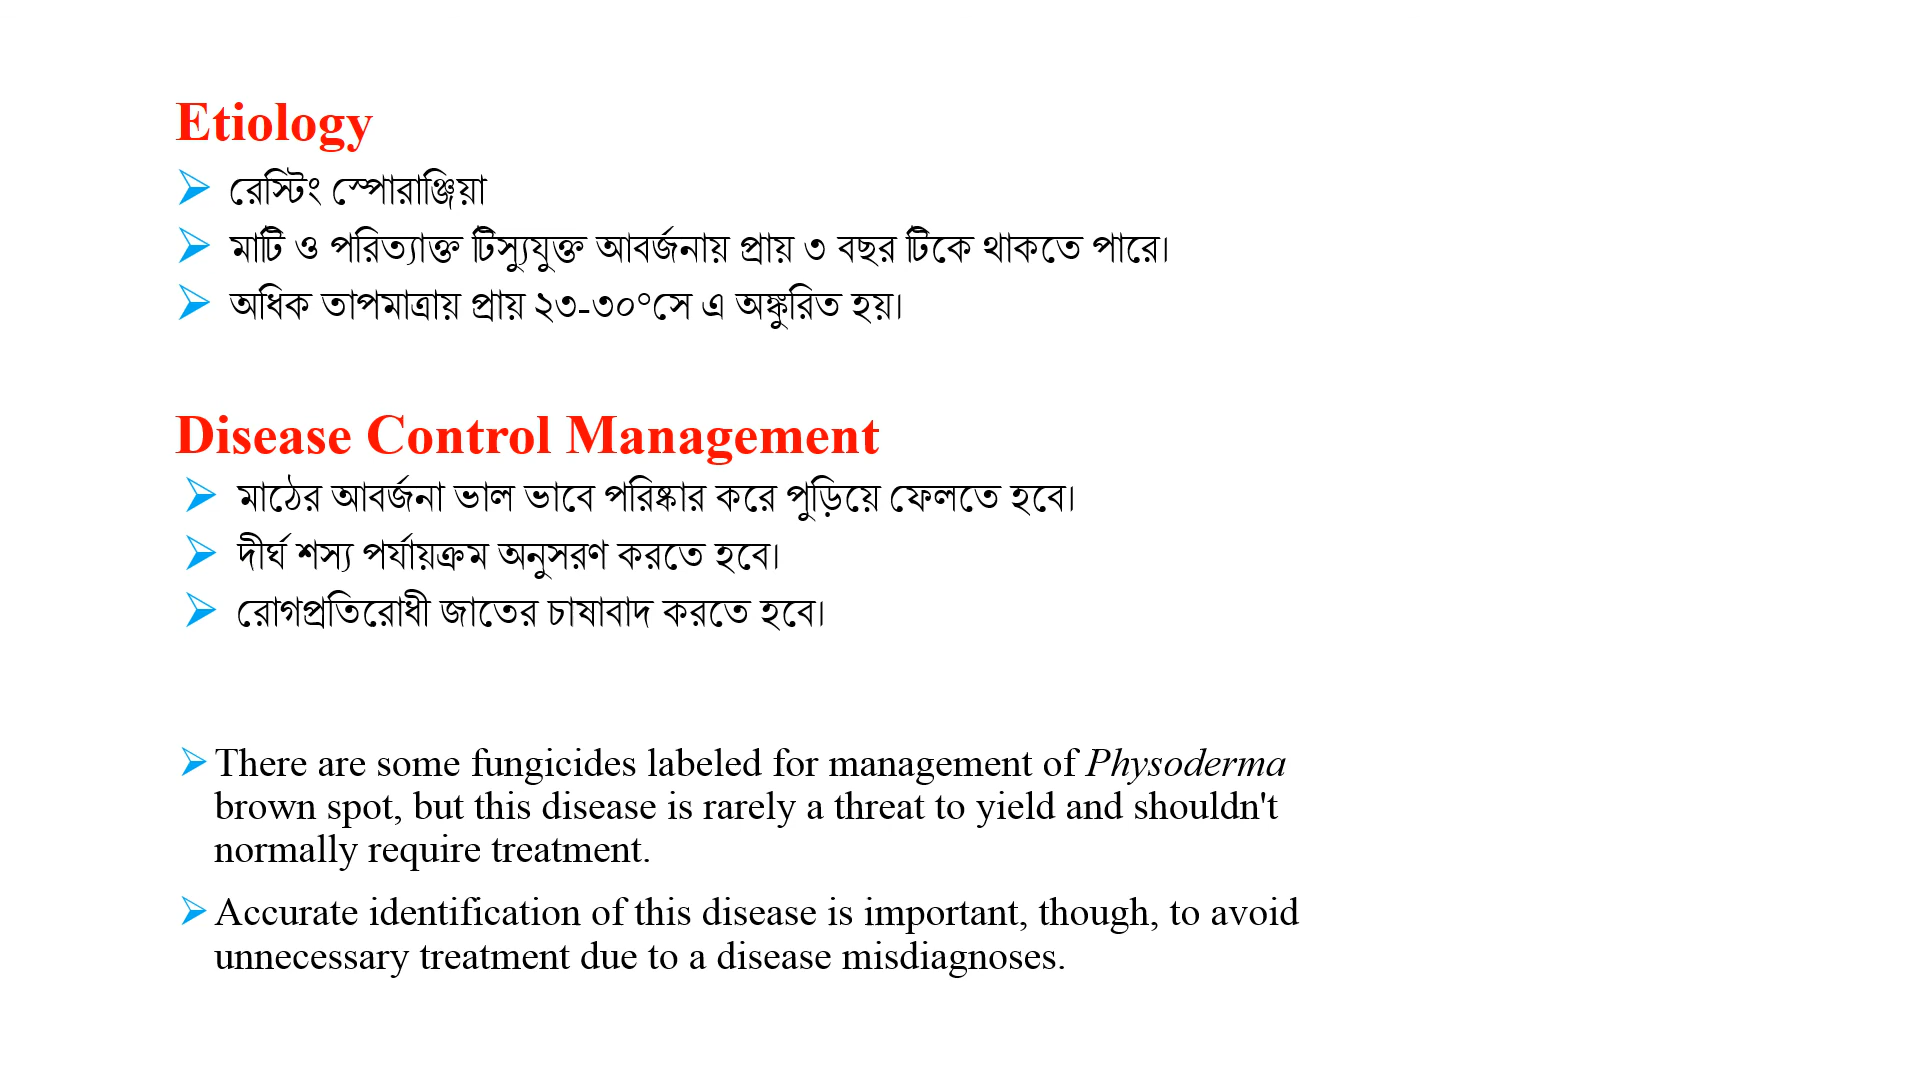 Etiology
➢ রেস্টিং স্পোরাঞ্জিয়া
➢ মাটি ও পরিত্যাক্ত টিস্যুযুক্ত আবর্জনায় প্রায় ৩ বছর টিকে থাকতে পারে।
➢ অধিক তাপমাত্রায় প্রায় ২৩-৩০°সে এ অঙ্কুরিত হয়।
Disease Control Management
➢ মাঠের আবর্জনা ভাল ভাবে পরিষ্কার করে পুড়িয়ে ফেলতে হবে।
➢ দীর্ঘ শস্য পর্যায়ক্রম অনুসরণ করতে হবে।
➢ রোগপ্রতিরোধী জাতের চাষাবাদ করতে হবে।
➢ There are some fungicides labeled for management of Physoderma
brown spot, but this disease is rarely a threat to yield and shouldn't
normally require treatment.
➢ Accurate identification of this disease is important, though, to avoid
unnecessary treatment due to a disease misdiagnoses.